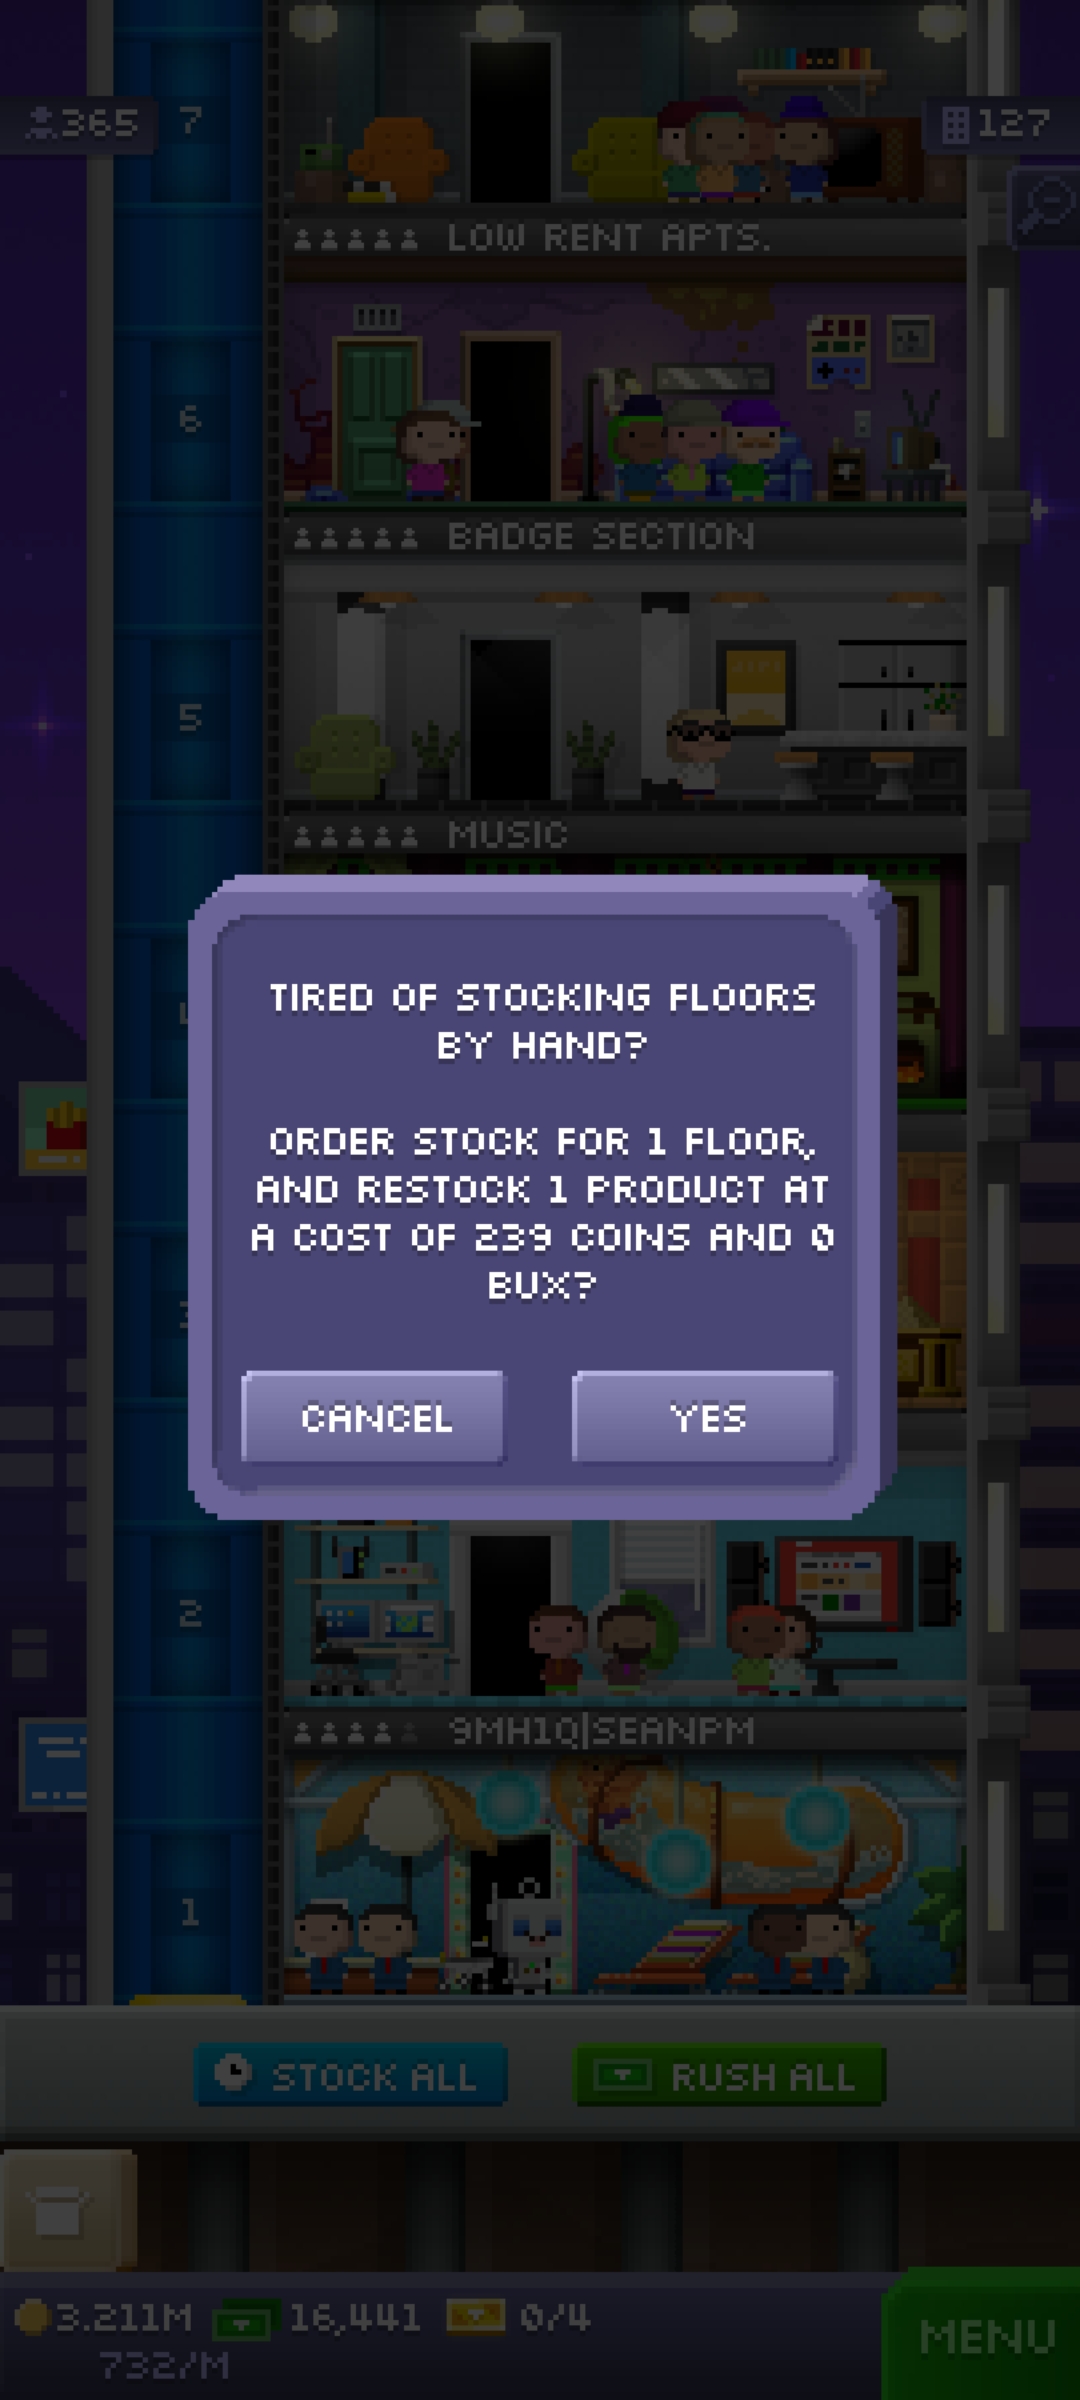 365
7
127
LOW RENT APTS.
6
BADGE SECTION
5
MUSIC
TIRED OF STOCKING FLOORS
BY HAND?
ORDER STOCK FOR 1 FLOOR,
AND RESTOCK 1 PRODUCT AT
A COST OF 239 COINS AND 0
BUX?
CANCEL
YES
2
9MH1Q|SEANPM
1
STOCK ALL
RUSH ALL
3.211M
16,441
0/4
732/M
MENU